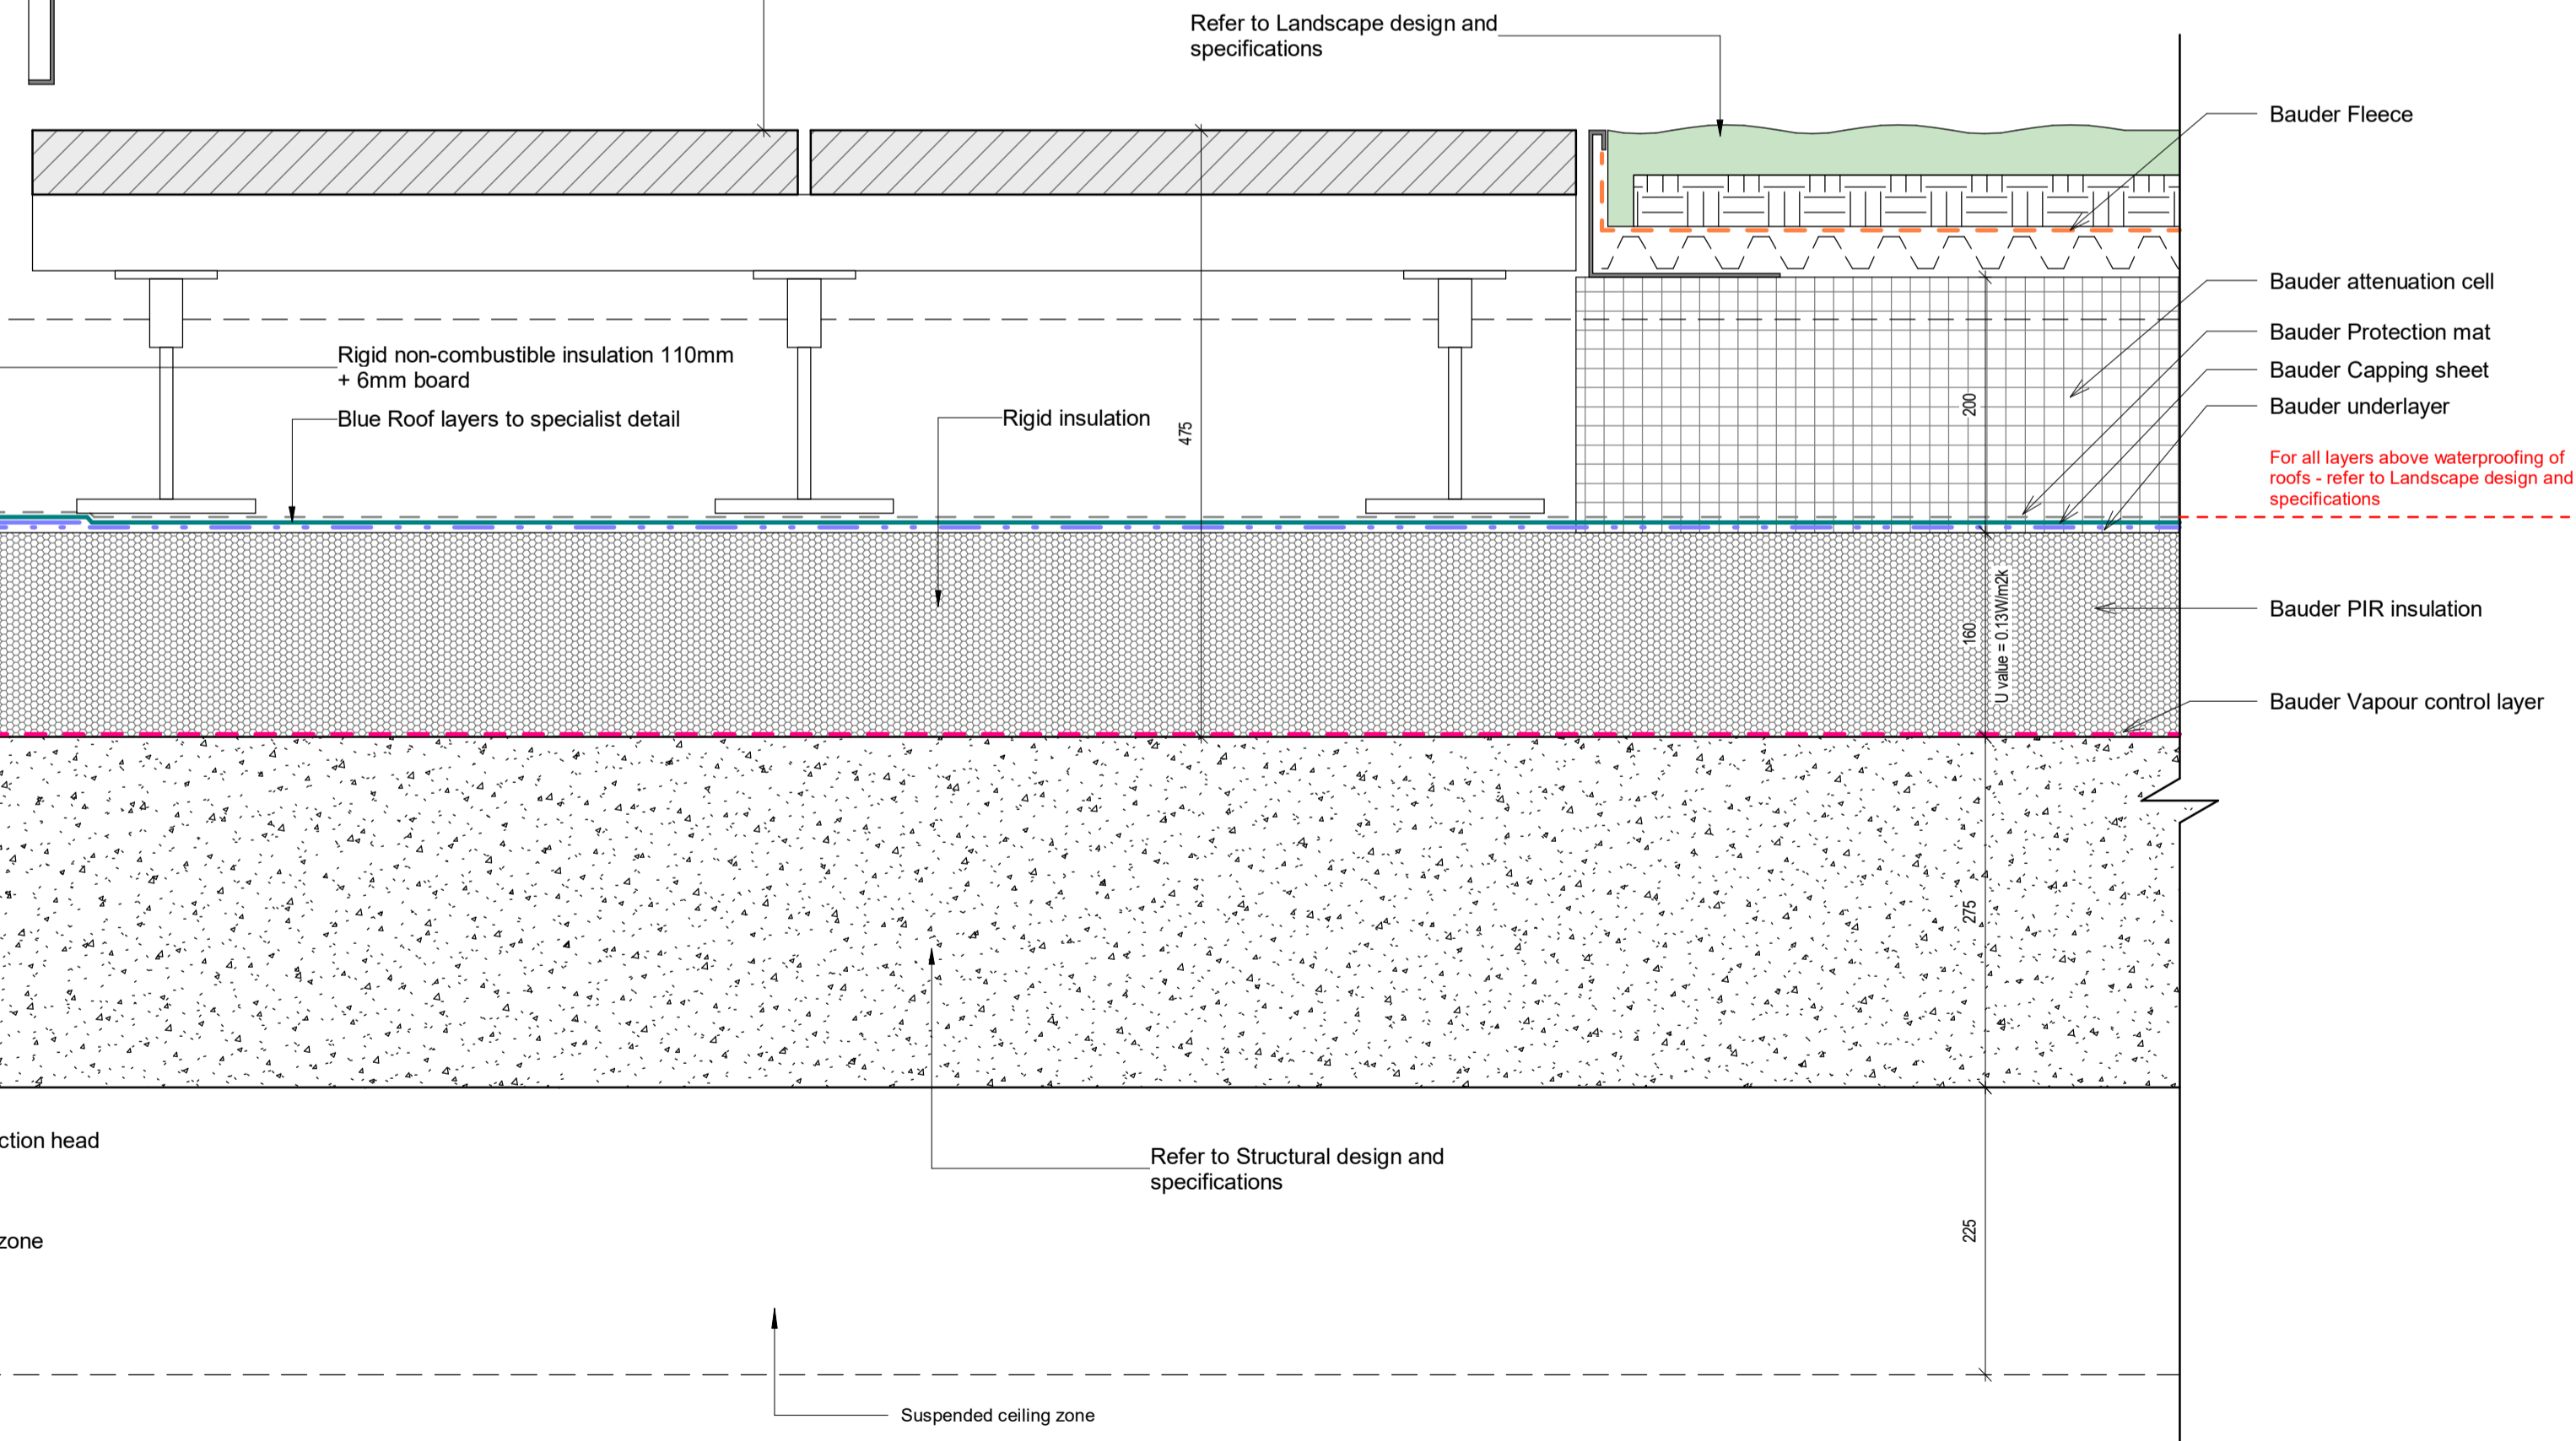 Refer to Landscape design and
specifications
Bauder Fleece
Bauder attenuation cell
Bauder Protection mat
Bauder Capping sheet
Bauder underlayer
For all layers above waterproofing of
roofs - refer to Landscape design and
specifications
Rigid non-combustible insulation 110mm
+ 6mm board
Blue Roof layers to specialist detail
Rigid insulation
475
200
160
U value = 0.13W/m2k
Bauder PIR insulation
Bauder Vapour control layer
275
ction head
Refer to Structural design and
specifications
zone
225
Suspended ceiling zone